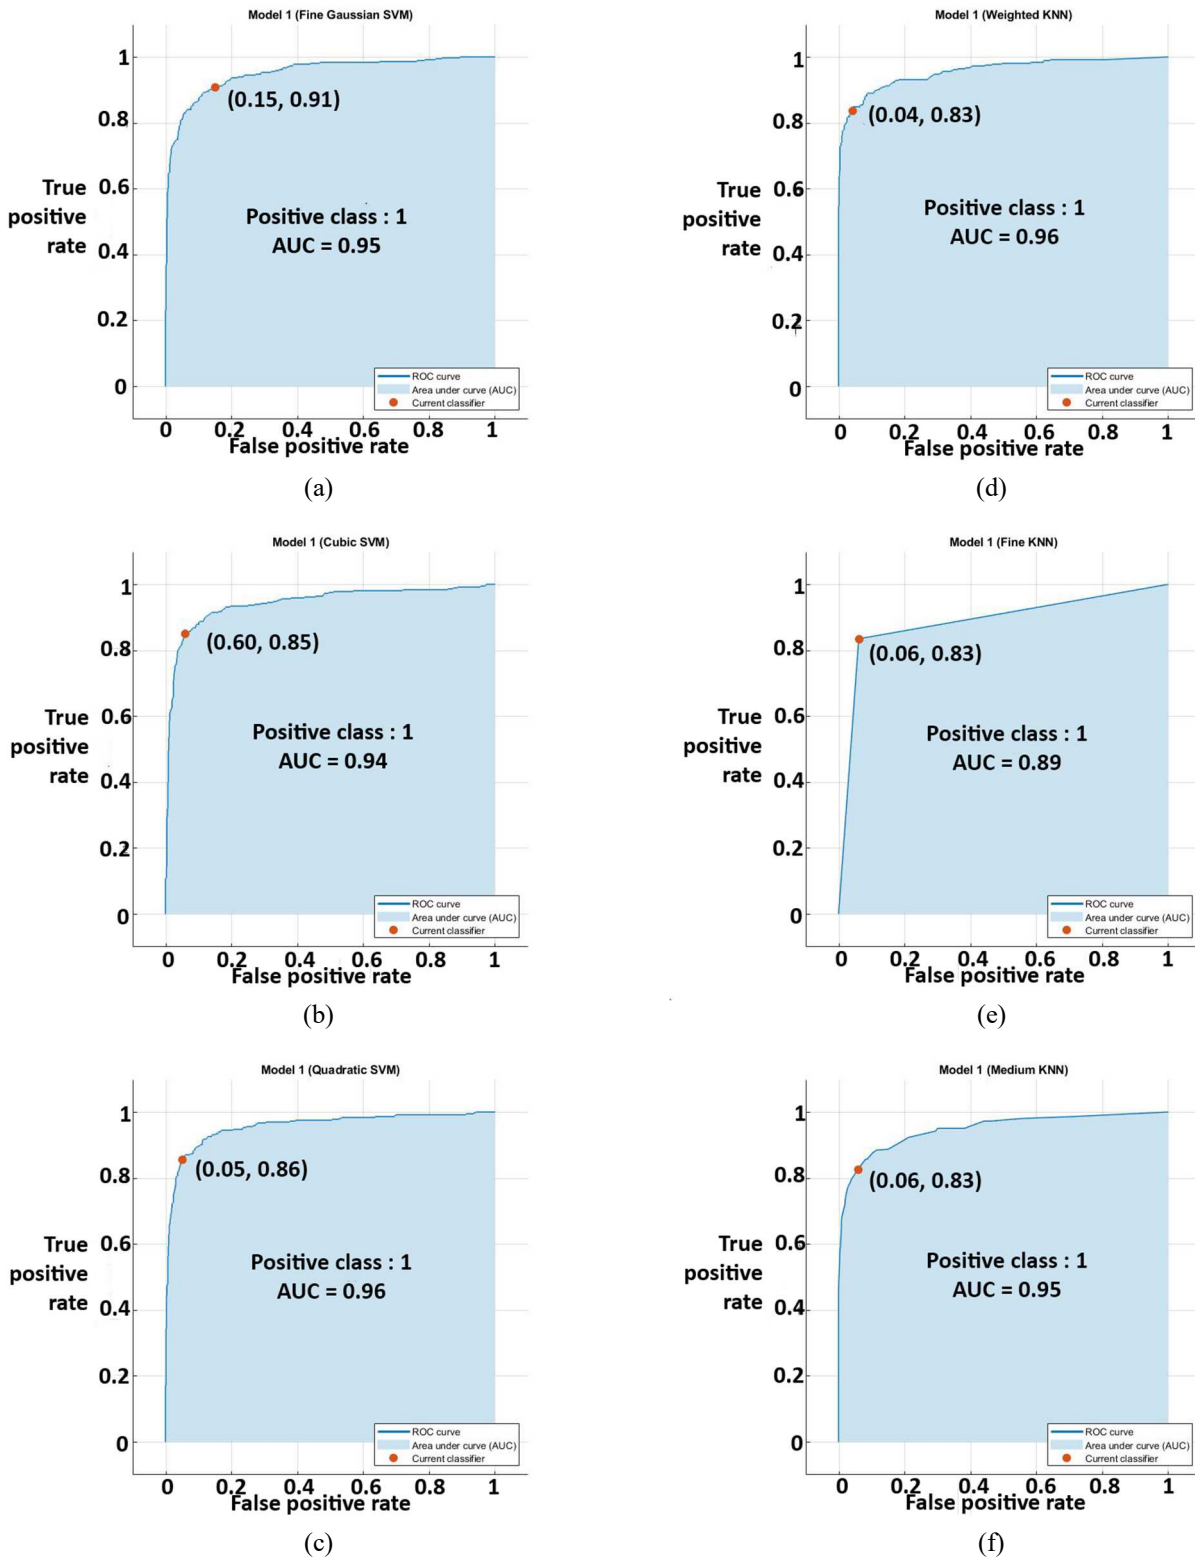 Model 1 (Fine Gaussian SVM)
1
0.8
0.6
0.4
0.2
0
True
positive
rate
(0.15, 0.91)
Positive class : 1
AUC = 0.95
ROC curve
Area under curve (AUC)
Current classifier
0 0.2 0.4 0.6 0.8 1
False positive rate
(a)
Model 1 (Weighted KNN)
1
0.8
0.6
0.4
0.2
0
True
positive
rate
(0.04, 0.83)
Positive class : 1
AUC = 0.96
ROC curve
Area under curve (AUC)
Current classifier
0 0.2 0.4 0.6 0.8 1
False positive rate
(d)
Model 1 (Cubic SVM)
1
0.8
0.6
0.4
0.2
0
True
positive
rate
(0.60, 0.85)
Positive class : 1
AUC = 0.94
ROC curve
Area under curve (AUC)
Current classifier
0 0.2 0.4 0.6 0.8 1
False positive rate
(b)
Model 1 (Fine KNN)
1
0.8
0.6
0.4
0.2
0
True
positive
rate
(0.06, 0.83)
Positive class : 1
AUC = 0.89
ROC curve
Area under curve (AUC)
Current classifier
0 0.2 0.4 0.6 0.8 1
False positive rate
(e)
Model 1 (Quadratic SVM)
1
0.8
0.6
0.4
0.2
0
True
positive
rate
(0.05, 0.86)
Positive class : 1
AUC = 0.96
ROC curve
Area under curve (AUC)
Current classifier
0 0.2 0.4 0.6 0.8 1
False positive rate
(c)
Model 1 (Medium KNN)
1
0.8
0.6
0.4
0.2
0
True
positive
rate
(0.06, 0.83)
Positive class : 1
AUC = 0.95
ROC curve
Area under curve (AUC)
Current classifier
0 0.2 0.4 0.6 0.8 1
False positive rate
(f)